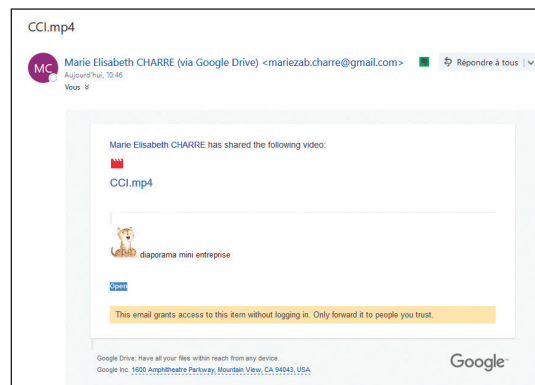 CCI.mp4
MC
Marie Elisabeth CHARRE (via Google Drive) <mariezab.charre@gmail.com>
Répondre à tous
Aujourd'hui, 10:46
Vous
Marie Elisabeth CHARRE has shared the following video:
CCI.mp4
diaporama mini entreprise
Open
This email grants access to this item without logging in. Only forward it to people you trust.
Google Drive: Have all your files within reach from any device.
Google Inc. 1600 Amphitheatre Parkway, Mountain View, CA 94043, USA
Google